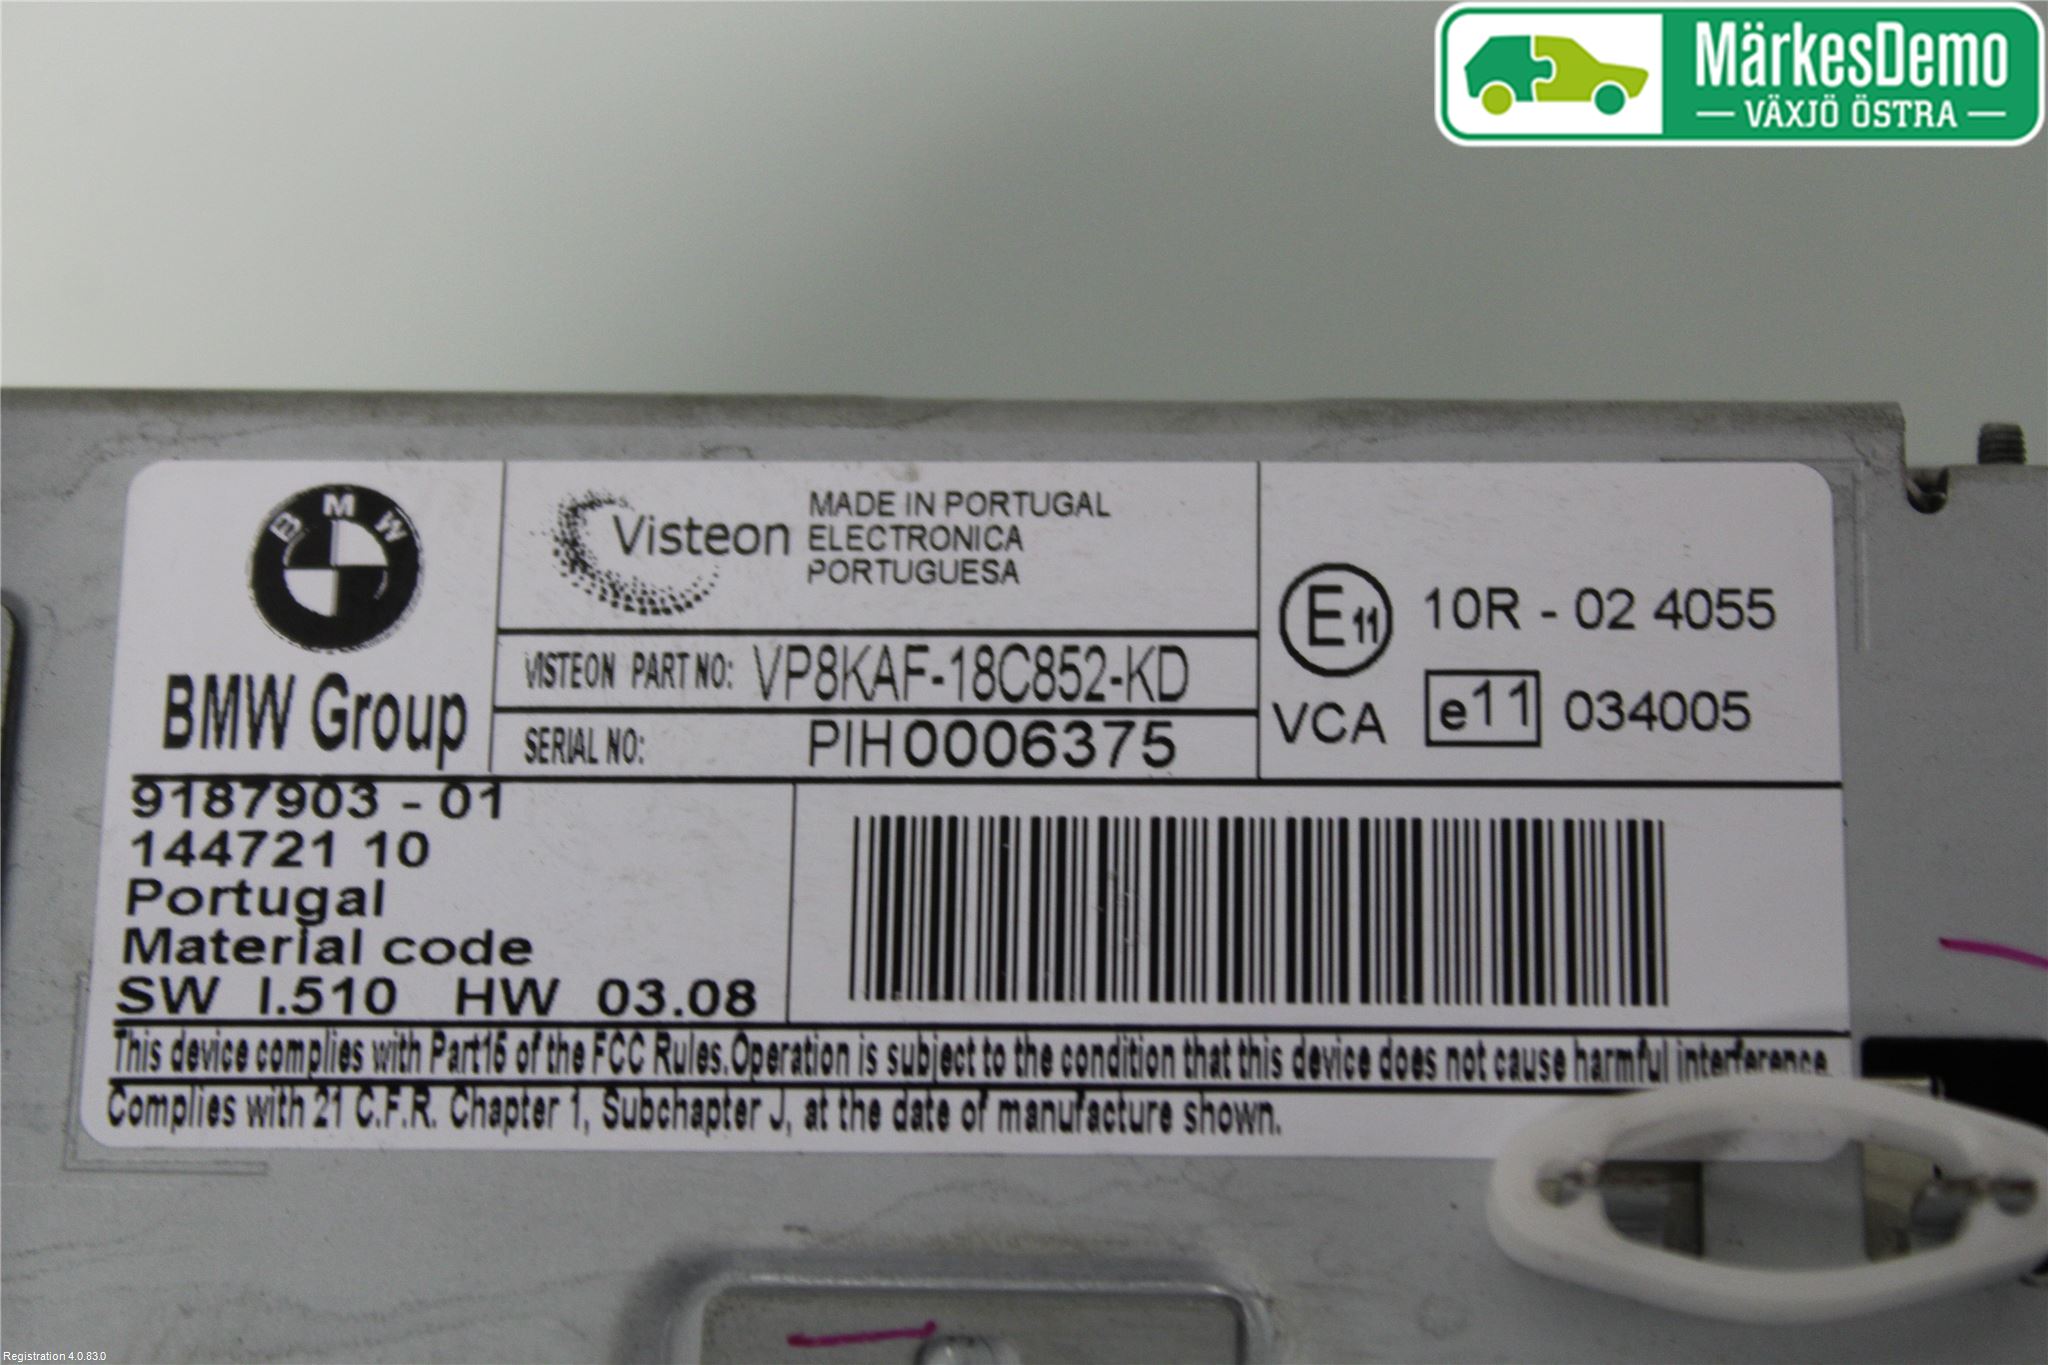 MärkesDemo
VÄXJÖ ÖSTRA
B M W
BMW Group
Visteon
MADE IN PORTUGAL
ELECTRONICA
PORTUGUESA
VISTEON PART NO: VP8KAF-18C852-KD
SERIAL NO: PIH0006375
E11 10R - 02 4055
VCA e11 034005
9187903 - 01
144721 10
Portugal
Material code
SW I.510 HW 03.08
This device complies with Part15 of the FCC Rules.Operation is subject to the condition that this device does not cause harmful interference.
Complies with 21 C.F.R. Chapter 1, Subchapter J, at the date of manufacture shown.
Registration 4.0.83.0